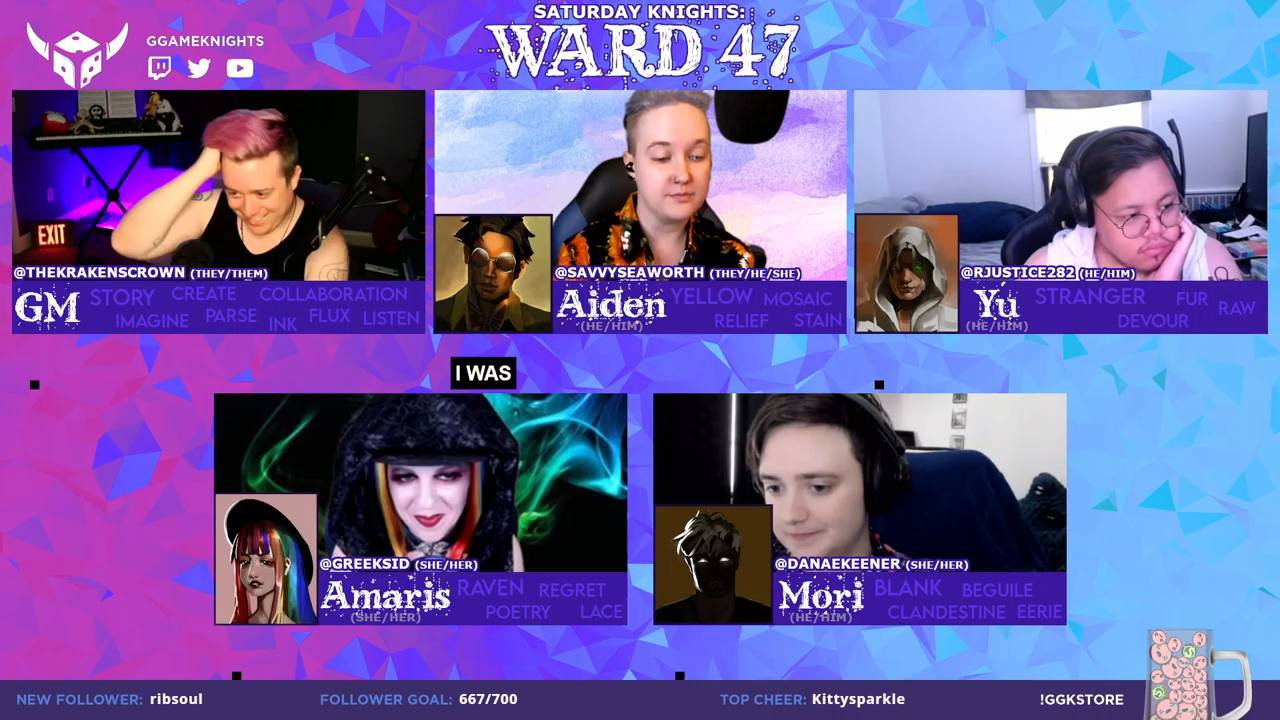 SATURDAY KNIGHTS:
WARD 47
GGAMEKNIGHTS
EXIT
@THEKRAKENSCROWN (THEY/THEM)
GM
STORY CREATE COLLABORATION
IMAGINE PARSE INK FLUX LISTEN
@SAVVYSEAWORTH (THEY/HE/SHE)
Aiden
(HE/HIM)
YELLOW MOSAIC
RELIEF STAIN
@RJUSTICE282 (HE/HIM)
Yu
(HE/HIM)
STRANGER FUR RAW
DEVOUR
I WAS
@GREEKSID (SHE/HER)
Amaris
(SHE/HER)
RAVEN REGRET
POETRY LACE
@DANAEKEENER (SHE/HER)
Mori
(HE/HIM)
BLANK BEGUILE
CLANDESTINE EERIE
NEW FOLLOWER: ribsoul
FOLLOWER GOAL: 667/700
TOP CHEER: Kittysparkle
!GGKSTORE